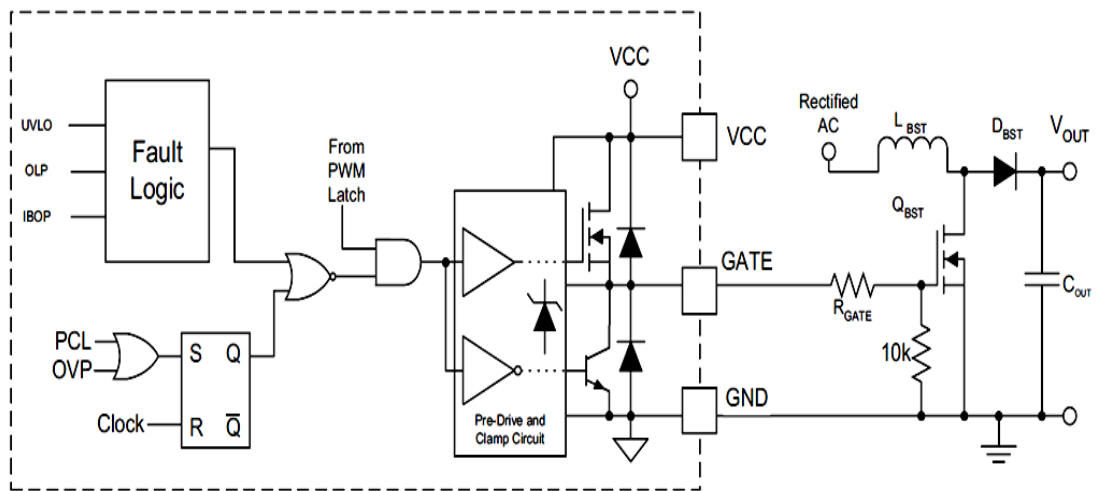 UVLO
OLP
IBOP
Fault
Logic
From
PWM
Latch
VCC
VCC
GATE
GND
Pre-Drive and
Clamp Circuit
PCL
OVP
Clock
S Q
R Q̅
Rectified
AC
L BST
D BST
V OUT
Q BST
R GATE
10k
C OUT